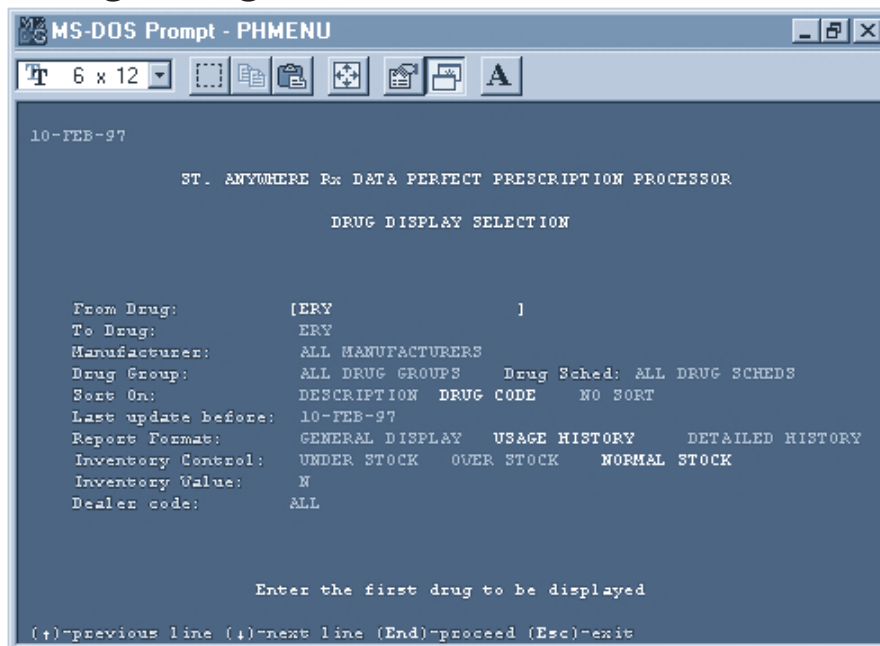 MS-DOS Prompt - PHMENU
6 x 12 A
10-FEB-97
ST. ANYWHERE Rx DATA PERFECT PRESCRIPTION PROCESSOR
DRUG DISPLAY SELECTION
From Drug: [ERY ]
To Drug: ERY
Manufacturer: ALL MANUFACTURERS
Drug Group: ALL DRUG GROUPS Drug Sched: ALL DRUG SCHEDS
Sort On: DESCRIPTION DRUG CODE NO SORT
Last update before: 10-FEB-97
Report Format: GENERAL DISPLAY USAGE HISTORY DETAILED HISTORY
Inventory Control: UNDER STOCK OVER STOCK NORMAL STOCK
Inventory Value: N
Dealer code: ALL
Enter the first drug to be displayed
(↑)-previous line (↓)-next line (End)-proceed (Esc)-exit